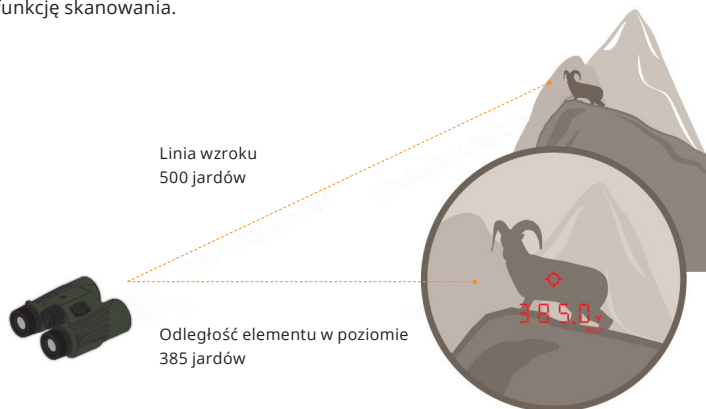 funkcję skanowania.
Linia wzroku
500 jardów
385.0 Y
Odległość elementu w poziomie
385 jardów